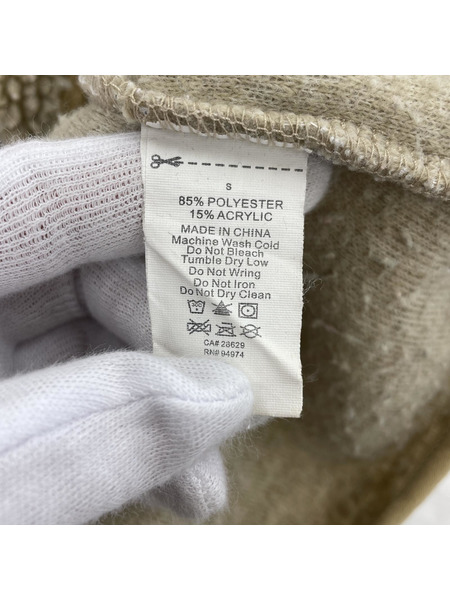 S
85% POLYESTER
15% ACRYLIC
MADE IN CHINA
Machine Wash Cold
Do Not Bleach
Tumble Dry Low
Do Not Wring
Do Not Iron
Do Not Dry Clean
CA# 28629
RN# 94974